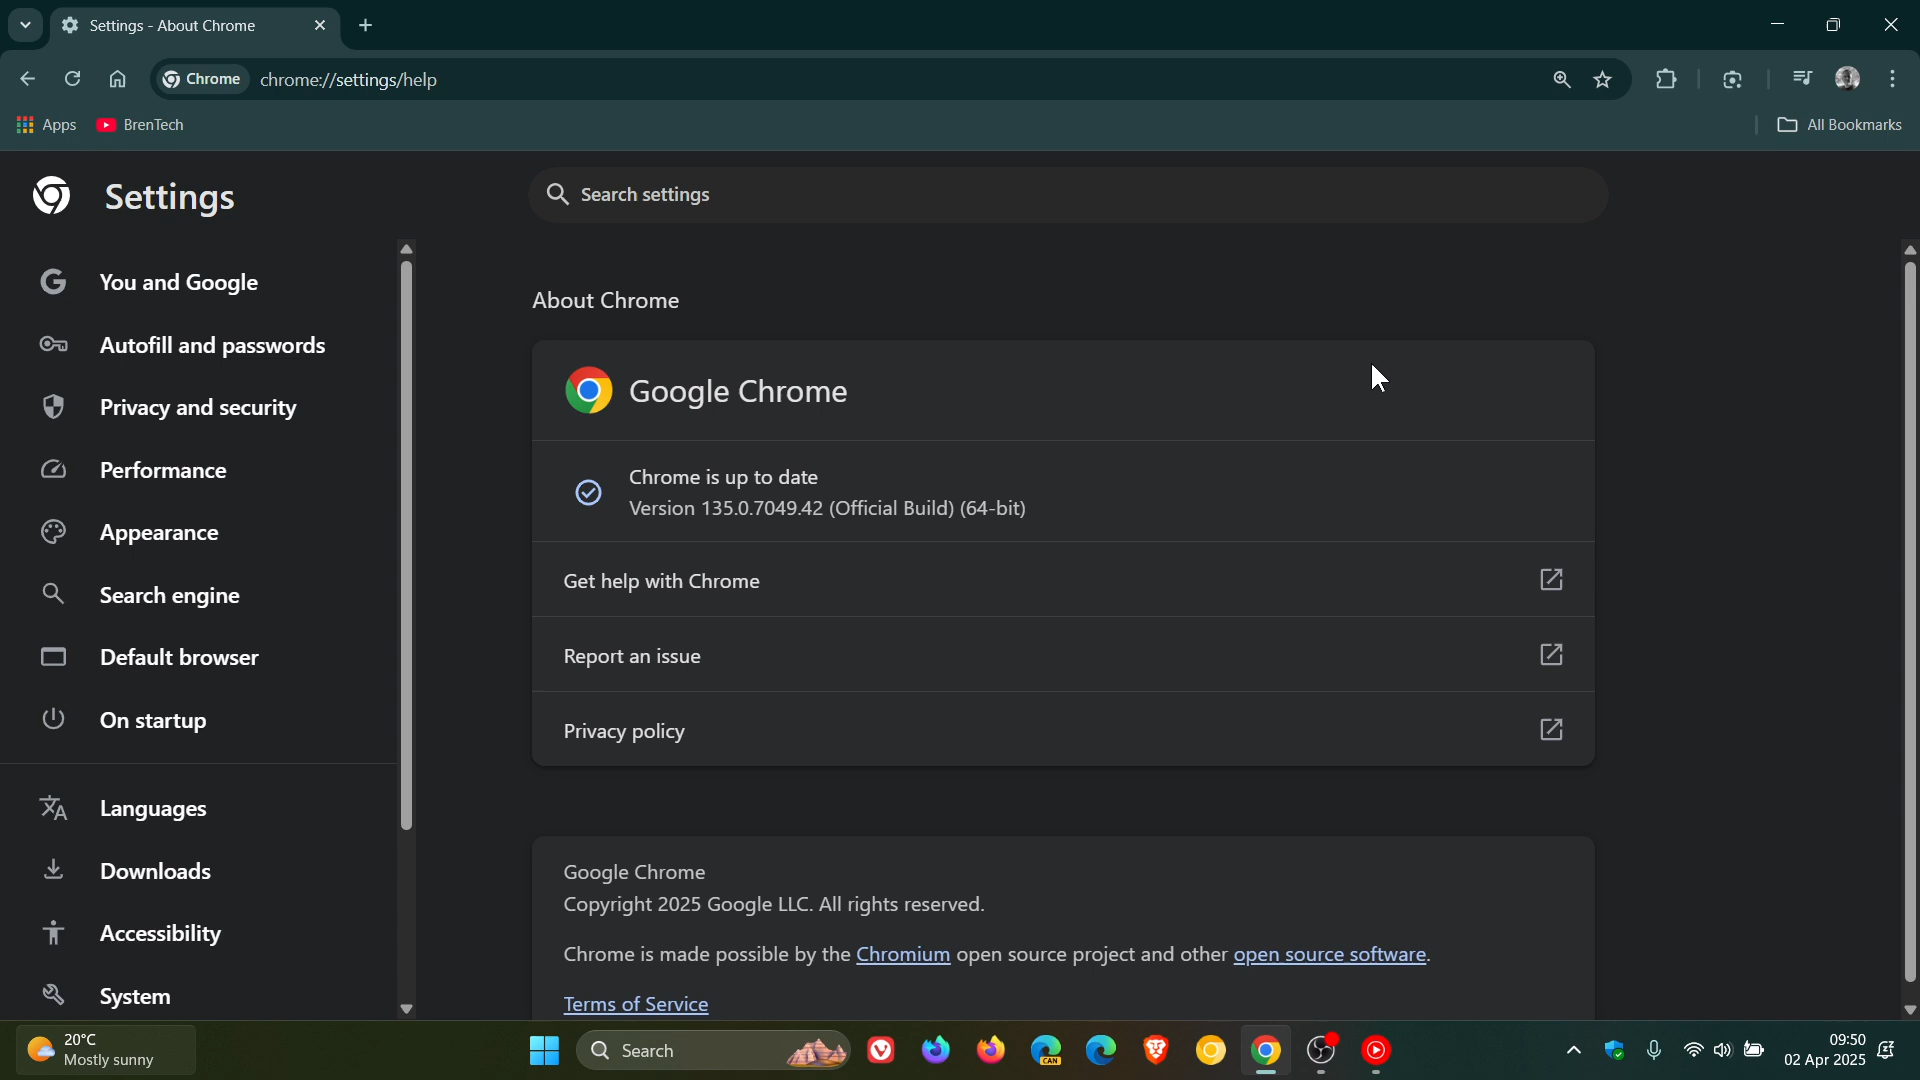 Settings - About Chrome
Chrome
chrome://settings/help
Apps
BrenTech
All Bookmarks
Settings
Search settings
You and Google
Autofill and passwords
Privacy and security
Performance
Appearance
Search engine
Default browser
On startup
Languages
Downloads
Accessibility
System
About Chrome
Google Chrome
Chrome is up to date
Version 135.0.7049.42 (Official Build) (64-bit)
Get help with Chrome
Report an issue
Privacy policy
Google Chrome
Copyright 2025 Google LLC. All rights reserved.
Chrome is made possible by the Chromium open source project and other open source software.
Terms of Service
20°C
Mostly sunny
Search
CAN
09:50
02 Apr 2025